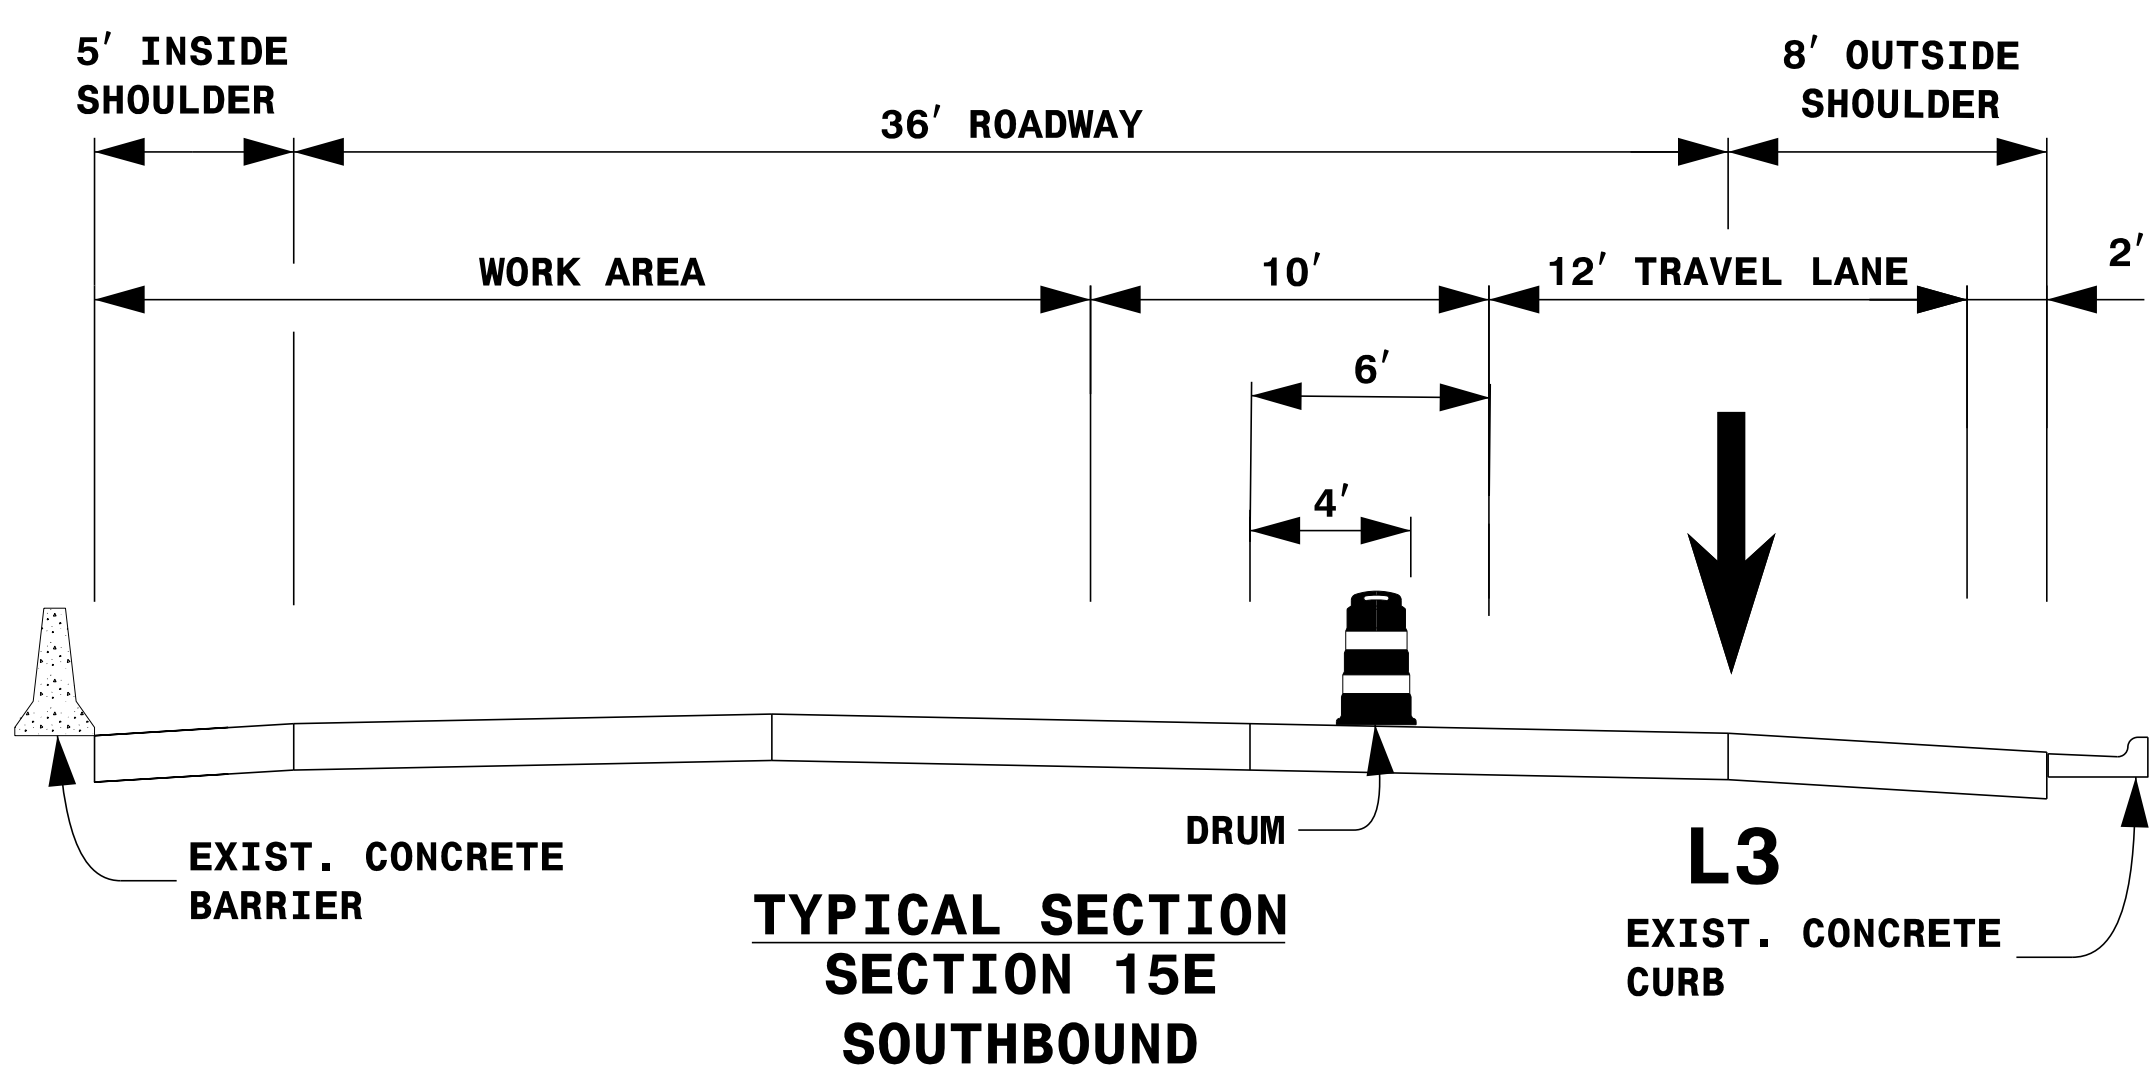 5' INSIDE
SHOULDER
8' OUTSIDE
SHOULDER
36' ROADWAY
WORK AREA
10'
12' TRAVEL LANE
2'
6'
4'
DRUM
EXIST. CONCRETE
BARRIER
L3
EXIST. CONCRETE
CURB
TYPICAL SECTION
SECTION 15E
SOUTHBOUND